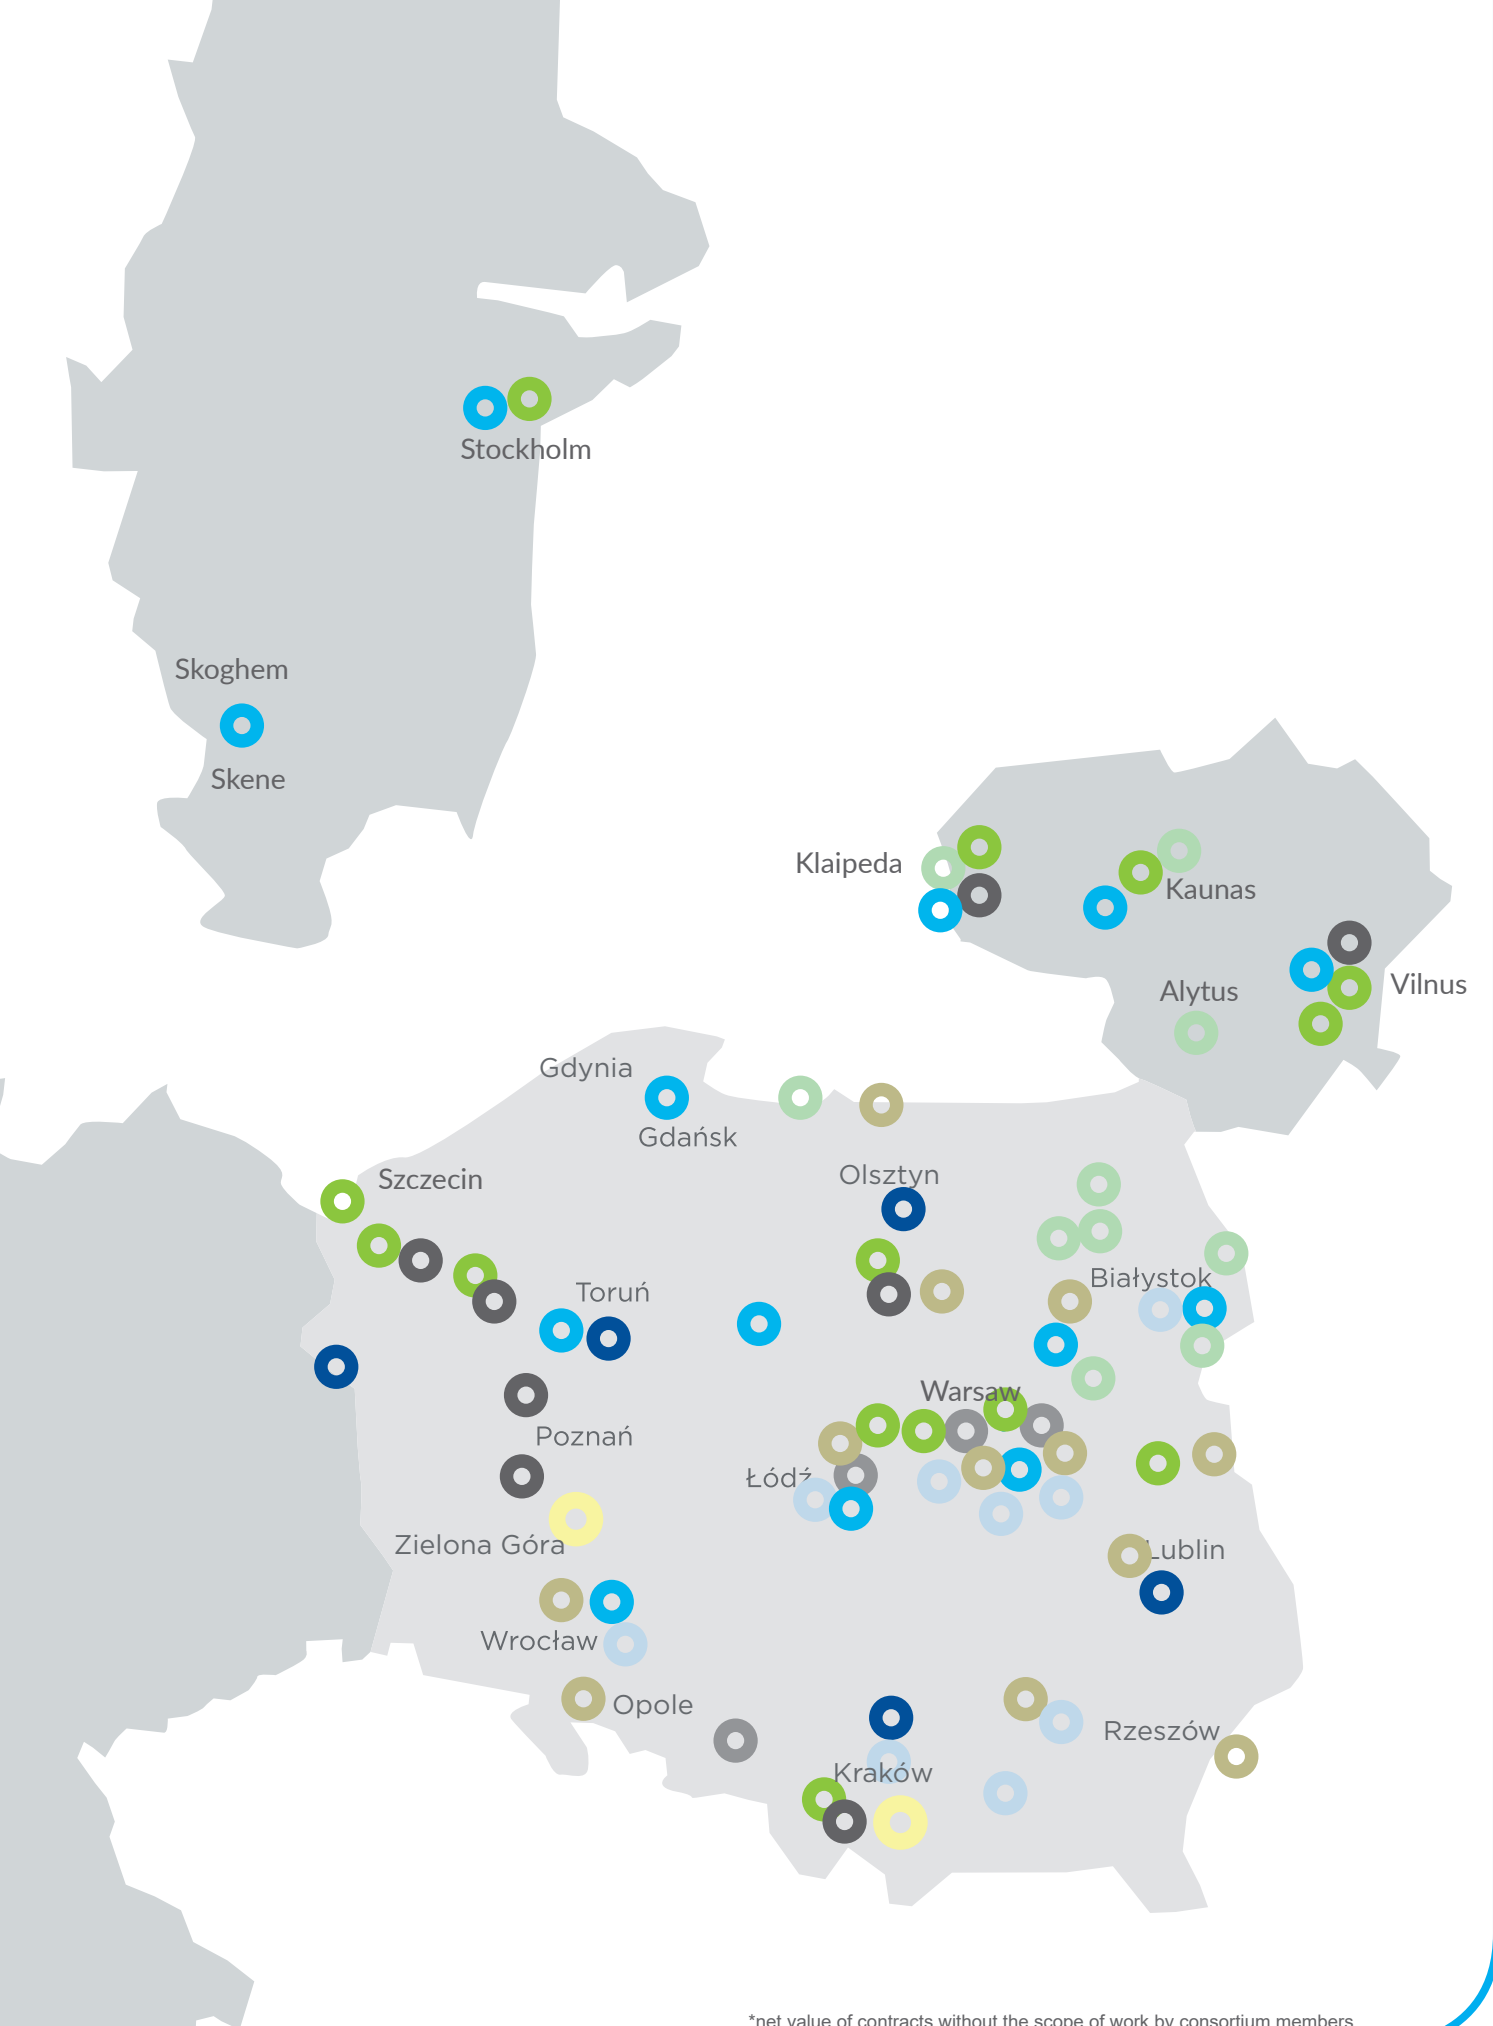 Stockholm
Skoghem
Skene
Klaipeda
Kaunas
Vilnus
Alytus
Gdynia
Gdańsk
Szczecin
Olsztyn
Białystok
Toruń
Warsaw
Poznań
Łódź
Zielona Góra
Lublin
Wrocław
Opole
Rzeszów
Kraków
*net value of contracts without the scope of work by consortium members